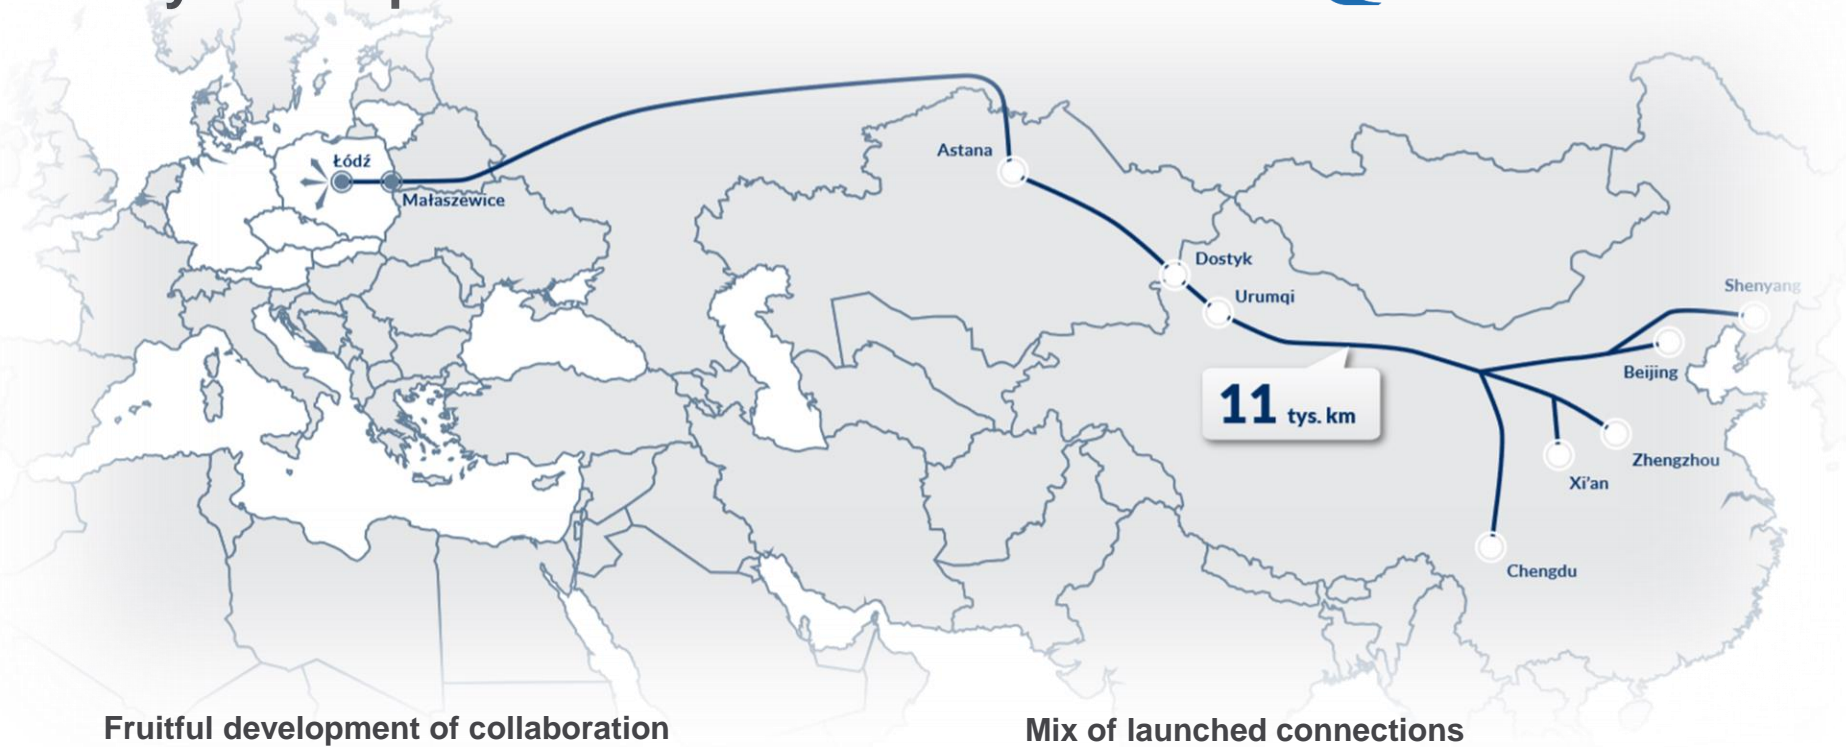 Łódź
Małaszewice
Astana
Dostyk
Urumqi
Shenyang
Beijing
11 tys. km
Zhengzhou
Xi'an
Chengdu
Fruitful development of collaboration
Mix of launched connections